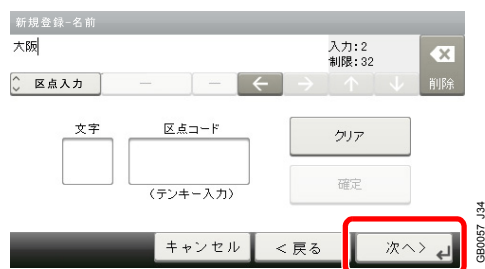 新規登録-名前
大阪
入力:2
制限:32
区点入力 － － ← → ↑ ↓ 削除
文字 区点コード クリア
(テンキー入力) 確定
キャンセル <戻る 次へ>
GB0057 J34